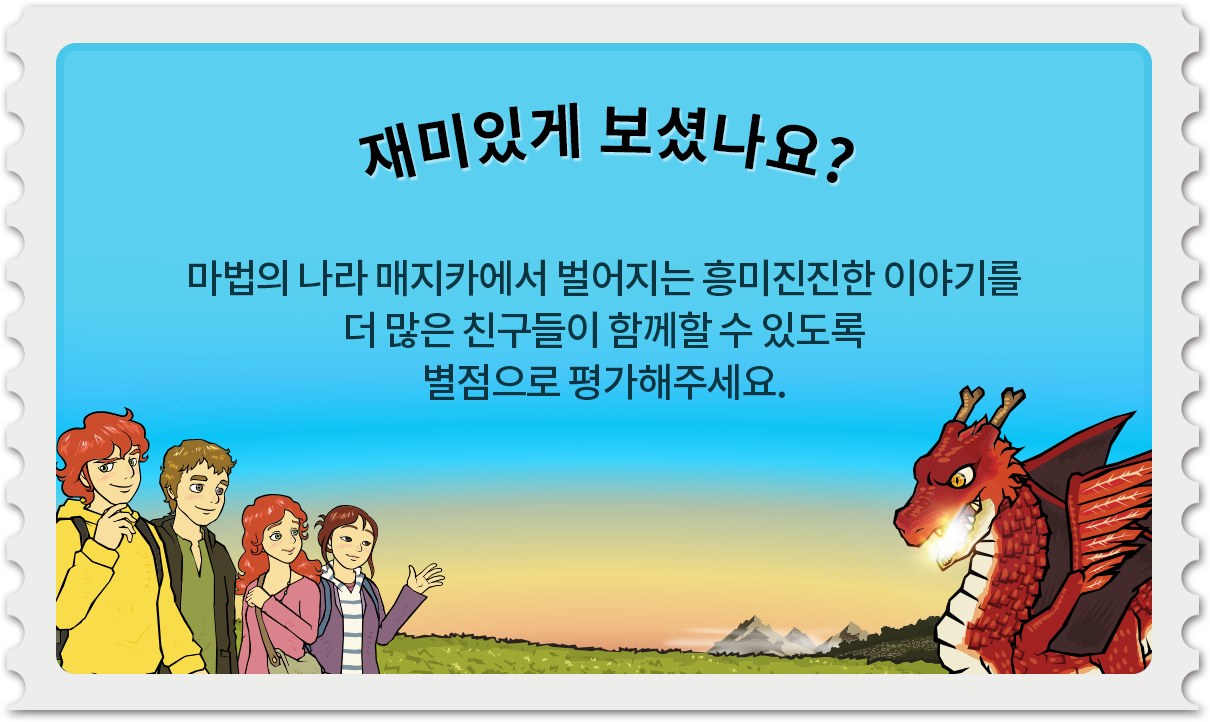 재미있게 보셨나요?
마법의 나라 매지카에서 벌어지는 흥미진진한 이야기를
더 많은 친구들이 함께할 수 있도록
별점으로 평가해주세요.